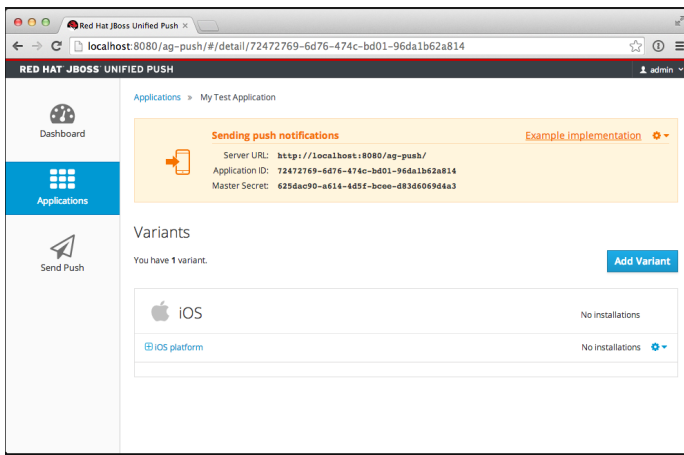 Red Hat JBoss Unified Push ×
localhost:8080/ag-push/#/detail/72472769-6d76-474c-bd01-96da1b62a814
RED HAT JBOSS UNIFIED PUSH
admin
Applications » My Test Application
Dashboard
Sending push notifications Example implementation
Server URL: http://localhost:8080/ag-push/
Application ID: 72472769-6d76-474c-bd01-96da1b62a814
Master Secret: 625dac90-a614-4d5f-bcee-d83d6069d4a3
Applications
Variants
You have 1 variant.
Add Variant
Send Push
iOS
No installations
iOS platform
No installations